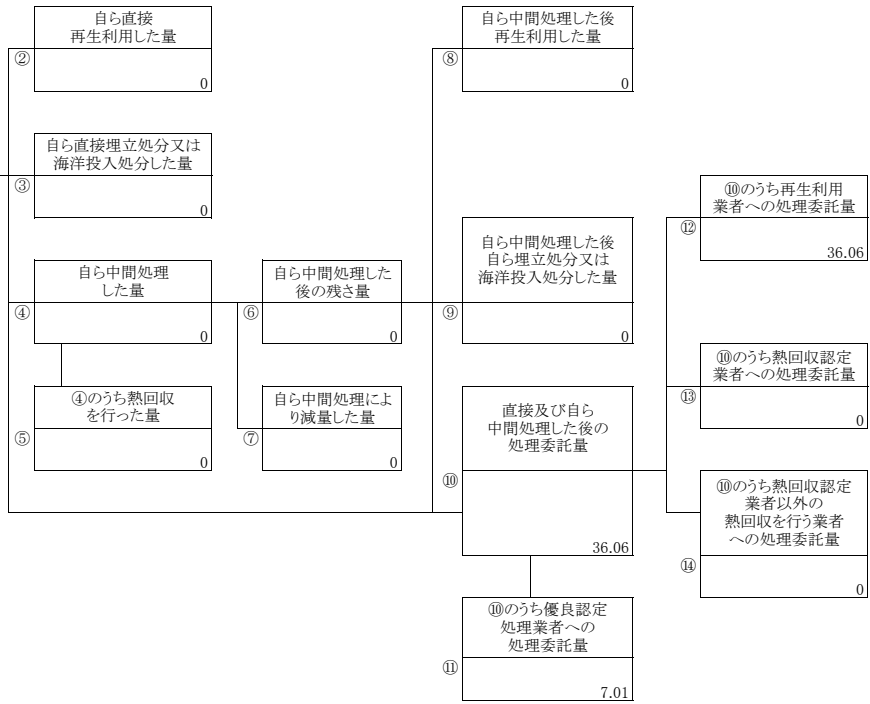 自ら直接
再生利用した量
②
0
自ら直接埋立処分又は
海洋投入処分した量
③
0
自ら中間処理
した量
④
0
④のうち熱回収
を行った量
⑤
0
自ら中間処理した
後の残さ量
⑥
0
自ら中間処理によ
り減量した量
⑦
0
自ら中間処理した後
再生利用した量
⑧
0
自ら中間処理した後
自ら埋立処分又は
海洋投入処分した量
⑨
0
直接及び自ら
中間処理した後の
処理委託量
⑩
36.06
⑩のうち優良認定
処理業者への
処理委託量
⑪
7.01
⑩のうち再生利用
業者への処理委託量
⑫
36.06
⑩のうち熱回収認定
業者への処理委託量
⑬
0
⑩のうち熱回収認定
業者以外の
熱回収を行う業者
への処理委託量
⑭
0